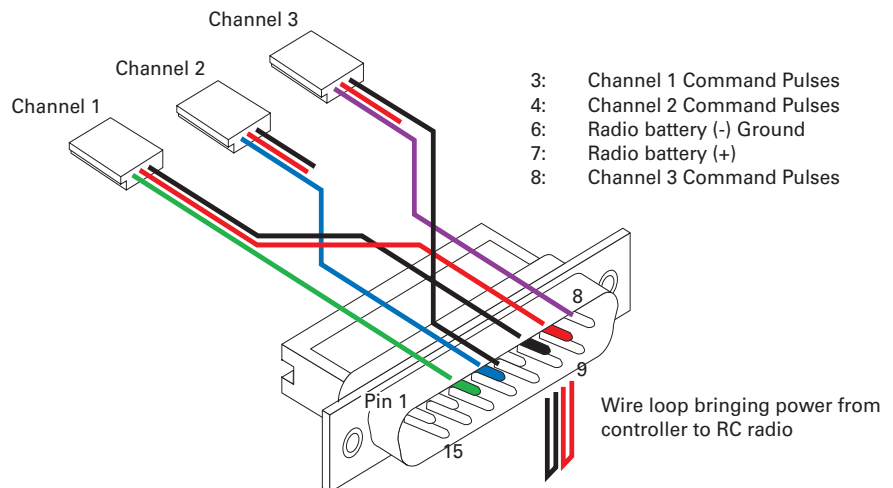 Channel 3
Channel 2
Channel 1
3: Channel 1 Command Pulses
4: Channel 2 Command Pulses
6: Radio battery (-) Ground
7: Radio battery (+)
8: Channel 3 Command Pulses
8
9
Pin 1
15
Wire loop bringing power from
controller to RC radio